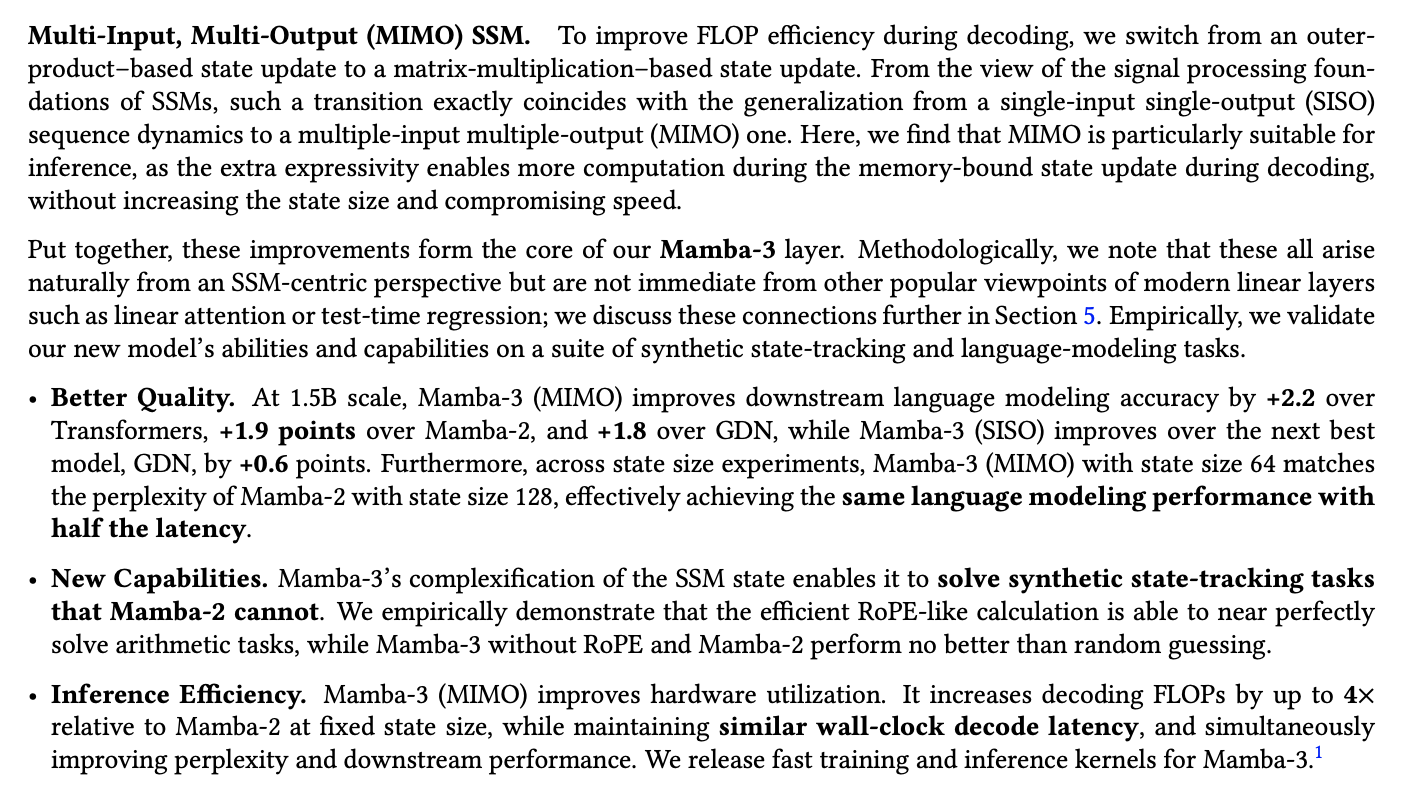 Multi-Input, Multi-Output (MIMO) SSM. To improve FLOP efficiency during decoding, we switch from an outer-
product–based state update to a matrix-multiplication–based state update. From the view of the signal processing foun-
dations of SSMs, such a transition exactly coincides with the generalization from a single-input single-output (SISO)
sequence dynamics to a multiple-input multiple-output (MIMO) one. Here, we find that MIMO is particularly suitable for
inference, as the extra expressivity enables more computation during the memory-bound state update during decoding,
without increasing the state size and compromising speed.
Put together, these improvements form the core of our Mamba-3 layer. Methodologically, we note that these all arise
naturally from an SSM-centric perspective but are not immediate from other popular viewpoints of modern linear layers
such as linear attention or test-time regression; we discuss these connections further in Section 5. Empirically, we validate
our new model's abilities and capabilities on a suite of synthetic state-tracking and language-modeling tasks.
• Better Quality. At 1.5B scale, Mamba-3 (MIMO) improves downstream language modeling accuracy by +2.2 over
Transformers, +1.9 points over Mamba-2, and +1.8 over GDN, while Mamba-3 (SISO) improves over the next best
model, GDN, by +0.6 points. Furthermore, across state size experiments, Mamba-3 (MIMO) with state size 64 matches
the perplexity of Mamba-2 with state size 128, effectively achieving the same language modeling performance with
half the latency.
• New Capabilities. Mamba-3's complexification of the SSM state enables it to solve synthetic state-tracking tasks
that Mamba-2 cannot. We empirically demonstrate that the efficient RoPE-like calculation is able to near perfectly
solve arithmetic tasks, while Mamba-3 without RoPE and Mamba-2 perform no better than random guessing.
• Inference Efficiency. Mamba-3 (MIMO) improves hardware utilization. It increases decoding FLOPs by up to 4×
relative to Mamba-2 at fixed state size, while maintaining similar wall-clock decode latency, and simultaneously
improving perplexity and downstream performance. We release fast training and inference kernels for Mamba-3.1